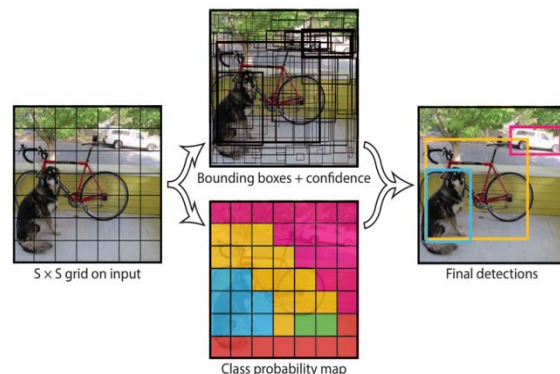 Bounding boxes + confidence
S × S grid on input
Final detections
Class probability map